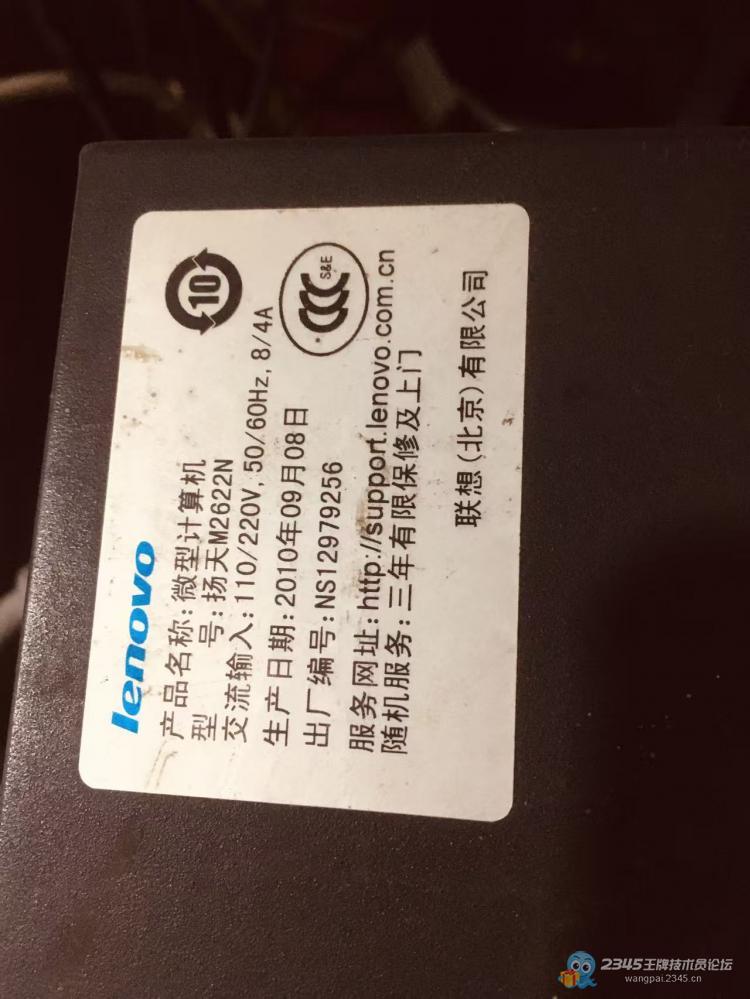 lenovo
产品名称:微型计算机
型 号:扬天M2622N
交流输入:110/220V, 50/60Hz, 8/4A
生产日期:2010年09月08日
出厂编号:NS12979256
服务网址:http://support.lenovo.com.cn
随机服务:三年有限保修及上门
联想(北京)有限公司
10
CCC
S&E
2345王牌技术员论坛
wangpai.2345.cn